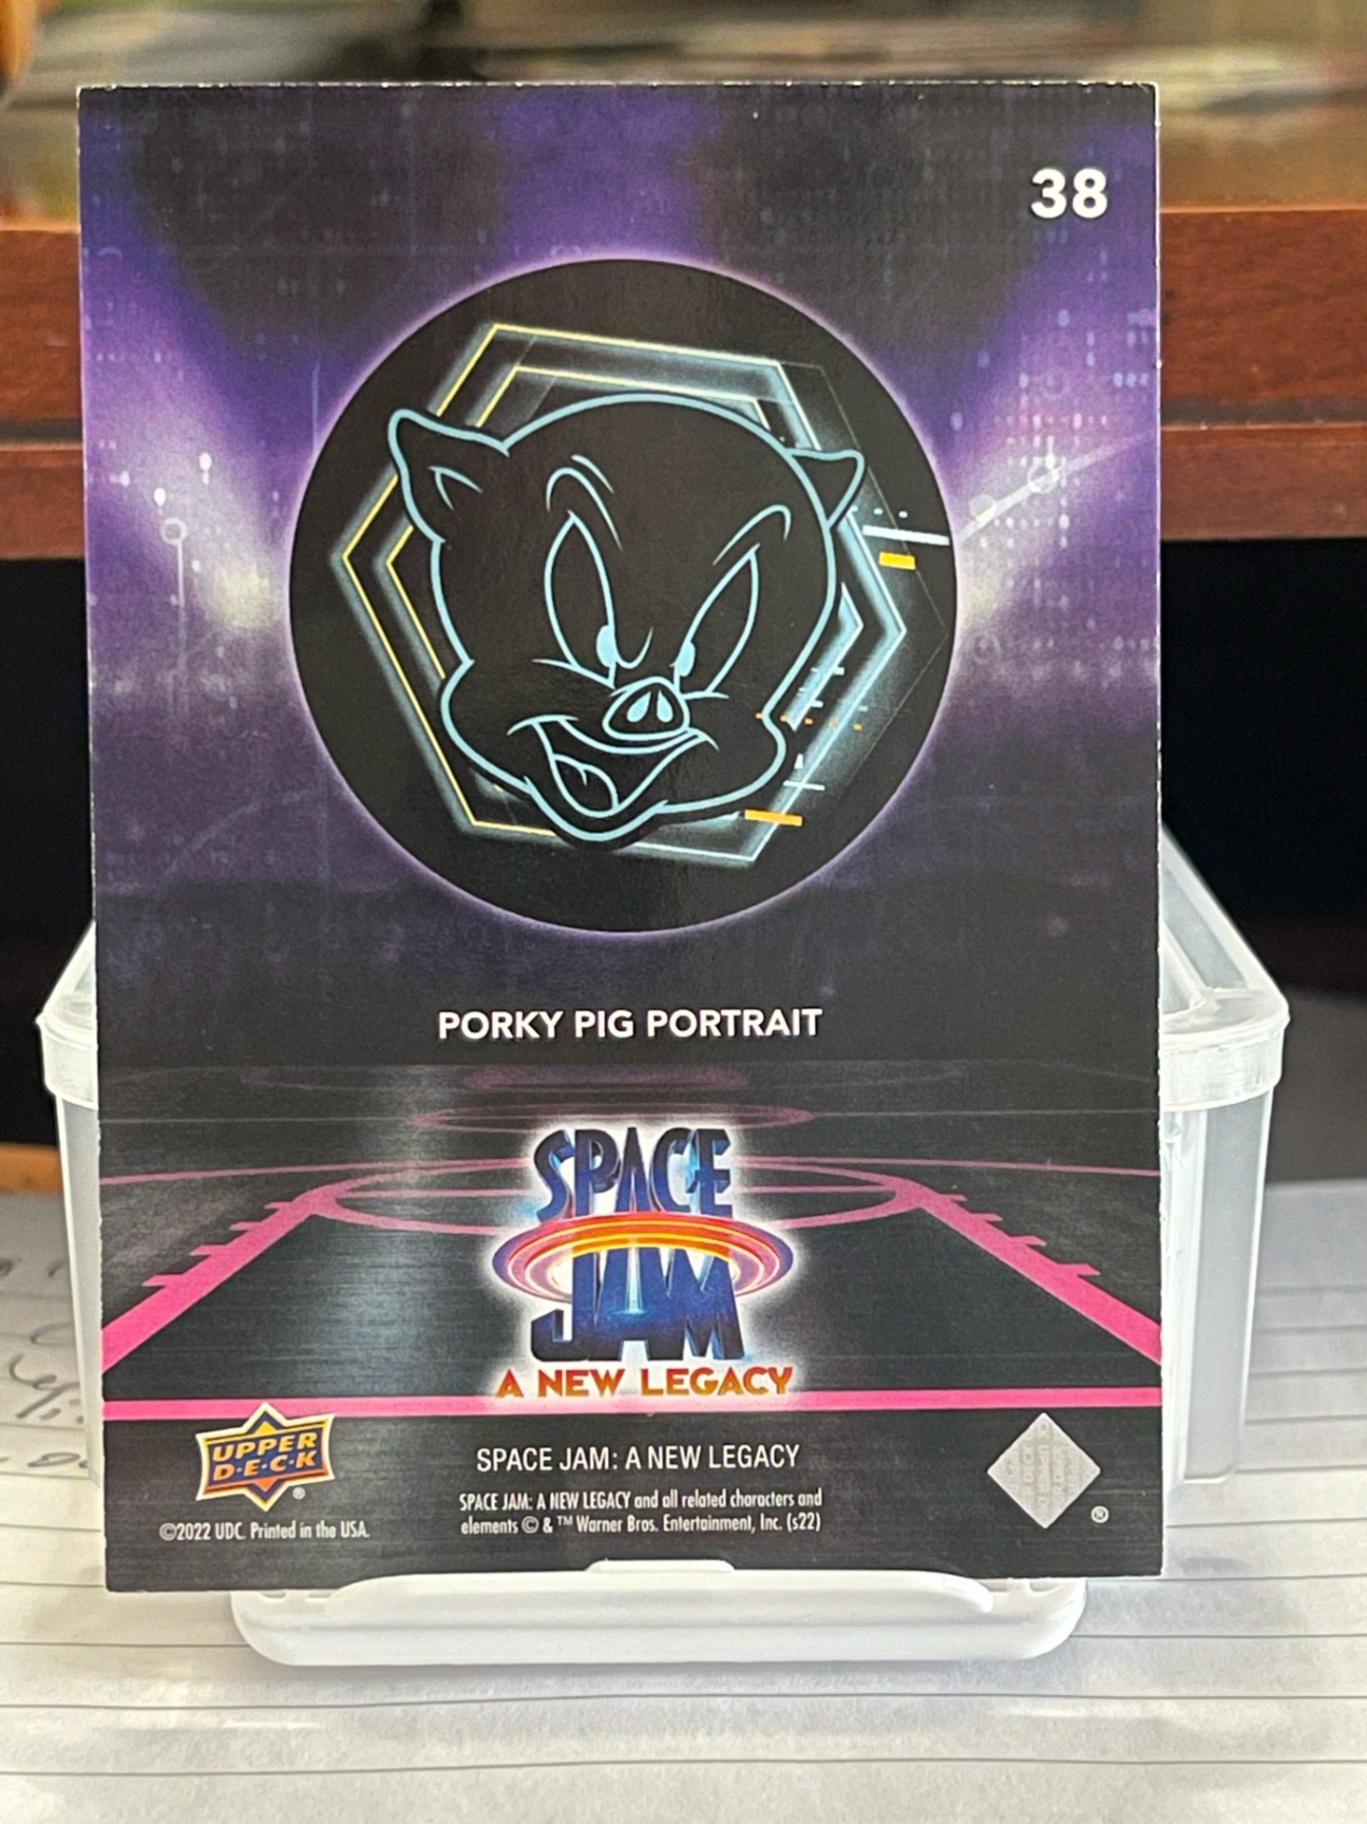 38
PORKY PIG PORTRAIT
SPACE
JAM
A NEW LEGACY
UPPER
D·E·C·K
®
©2022 UDC. Printed in the USA.
SPACE JAM: A NEW LEGACY
SPACE JAM: A NEW LEGACY and all related characters and
elements © & ™ Warner Bros. Entertainment, Inc. (s22)
®